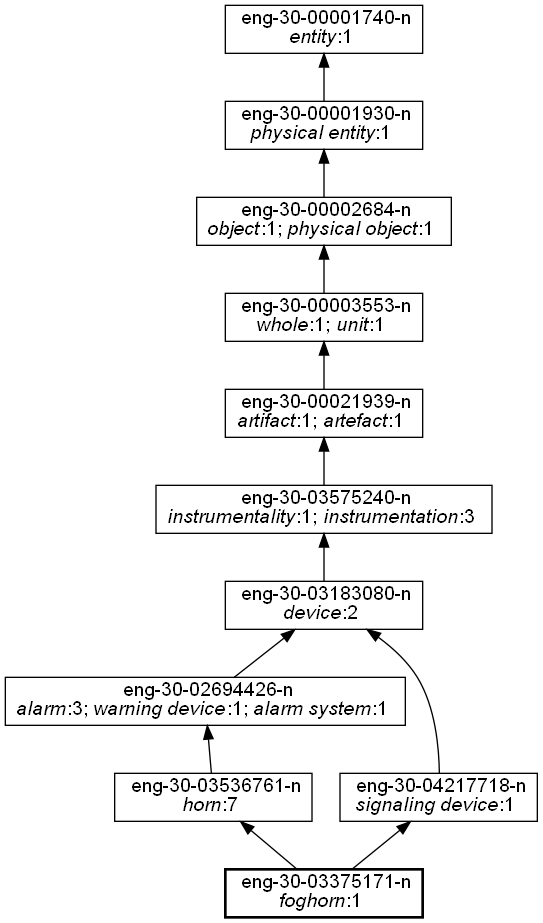 eng-30-00001740-n
entity:1
eng-30-00001930-n
physical entity:1
eng-30-00002684-n
object:1; physical object:1
eng-30-00003553-n
whole:1; unit:1
eng-30-00021939-n
artifact:1; artefact:1
eng-30-03575240-n
instrumentality:1; instrumentation:3
eng-30-03183080-n
device:2
eng-30-02694426-n
alarm:3; warning device:1; alarm system:1
eng-30-03536761-n
horn:7
eng-30-04217718-n
signaling device:1
eng-30-03375171-n
foghorn:1